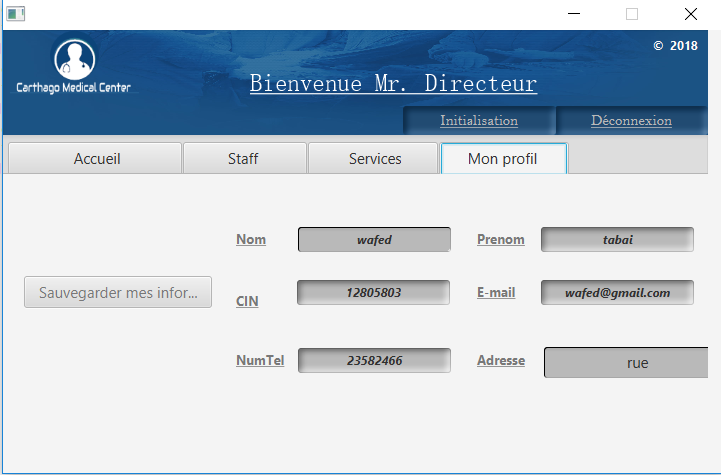 © 2018
Carthago Medical Center
Bienvenue Mr. Directeur
Initialisation Déconnexion
Accueil Staff Services Mon profil
Nom wafed Prenom tabai
Sauvegarder mes infor...
CIN 12805803 E-mail wafed@gmail.com
NumTel 23582466 Adresse rue